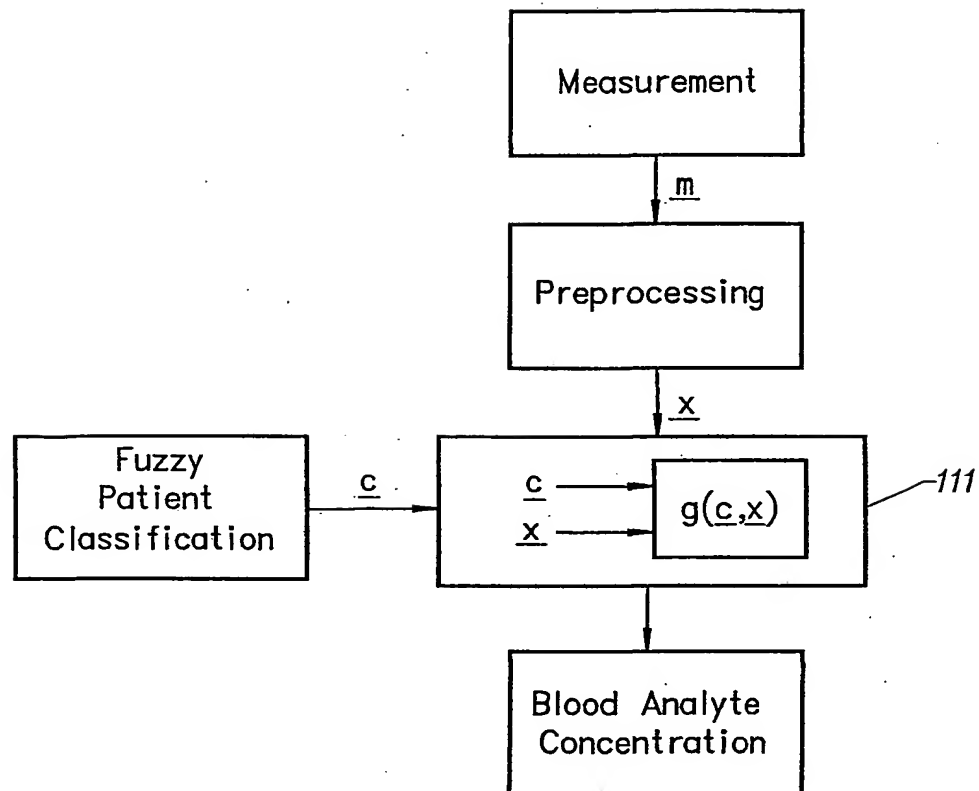 Measurement
m
Preprocessing
x
Fuzzy
Patient
Classification
c
c
x
g(c,x)
111
Blood Analyte
Concentration